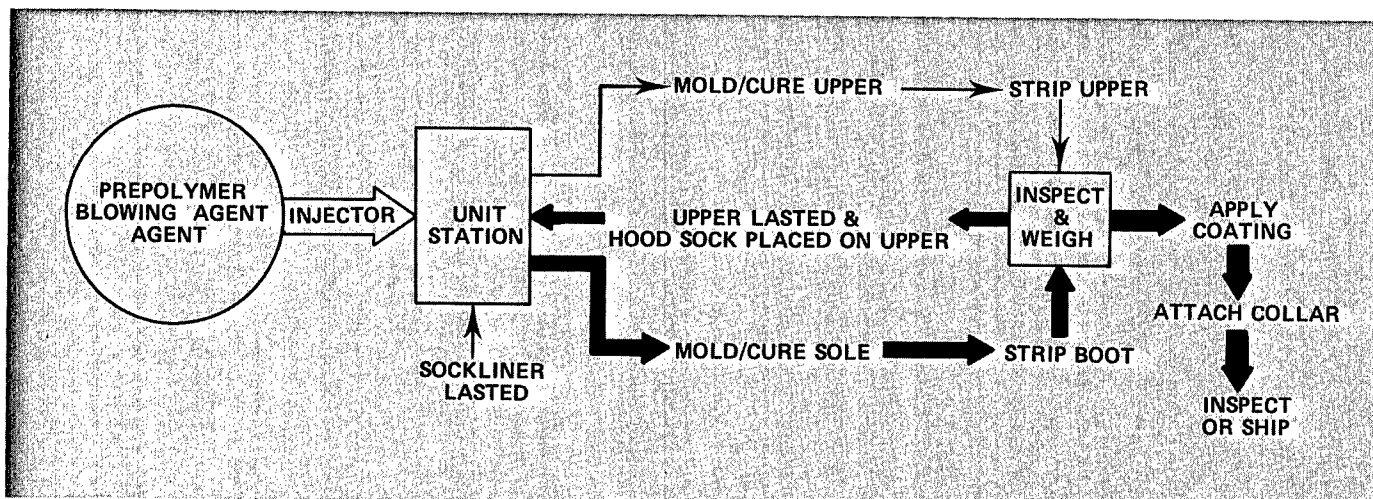 PREPOLYMER
BLOWING AGENT
AGENT
INJECTOR
UNIT
STATION
SOCKLINER
LASTED
MOLD/CURE UPPER
STRIP UPPER
UPPER LASTED &
HOOD SOCK PLACED ON UPPER
INSPECT
&
WEIGH
MOLD/CURE SOLE
STRIP BOOT
APPLY
COATING
ATTACH COLLAR
INSPECT
OR SHIP